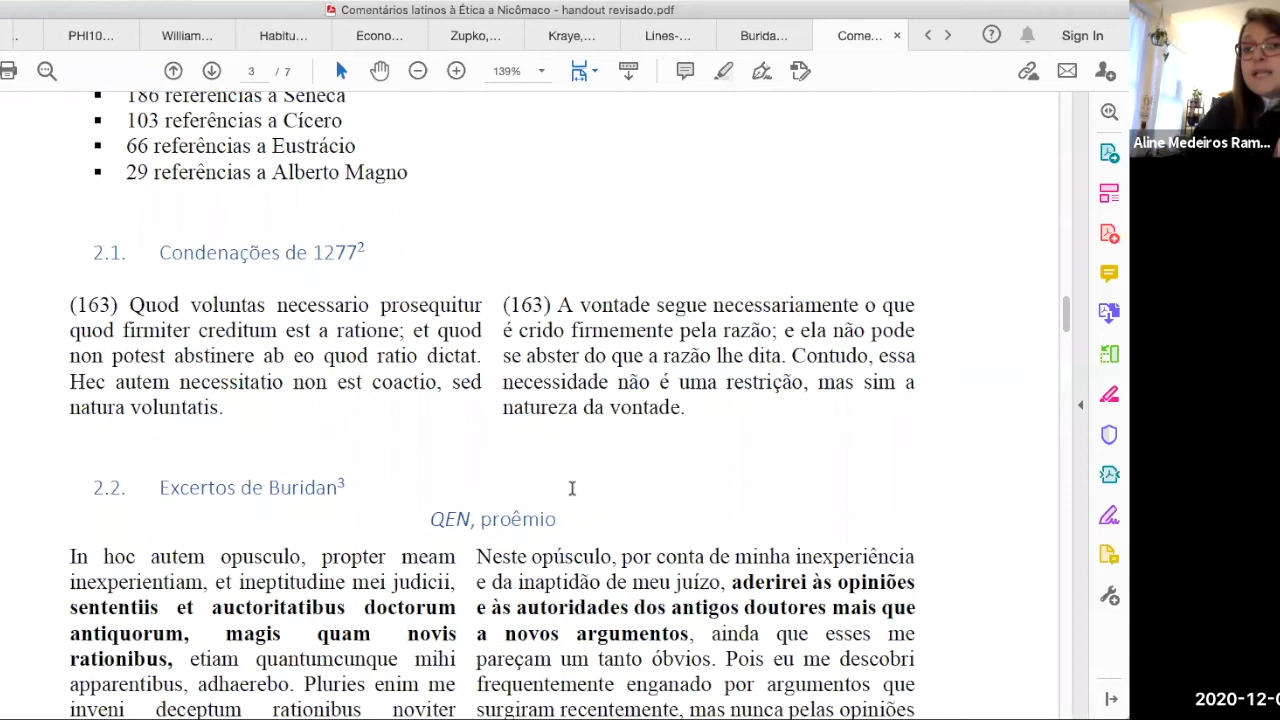 Comentários latinos à Ética a Nicômaco - handout revisado.pdf
PHI10... William... Habitu... Econo... Zupko,... Kraye,... Lines-... Burida... Come... Sign In
3 / 7 139%
186 referências a Sêneca
103 referências a Cícero
66 referências a Eustrácio
29 referências a Alberto Magno
2.1. Condenações de 1277²
(163) Quod voluntas necessario prosequitur
quod firmiter creditum est a ratione; et quod
non potest abstinere ab eo quod ratio dictat.
Hec autem necessitatio non est coactio, sed
natura voluntatis.
(163) A vontade segue necessariamente o que
é crido firmemente pela razão; e ela não pode
se abster do que a razão lhe dita. Contudo, essa
necessidade não é uma restrição, mas sim a
natureza da vontade.
2.2. Excertos de Buridan³
QEN, proêmio
In hoc autem opusculo, propter meam
inexperientiam, et ineptitudine mei judicii,
sententiis et auctoritatibus doctorum
antiquorum, magis quam novis
rationibus, etiam quantumcunque mihi
apparentibus, adhaerebo. Pluries enim me
inveni deceptum rationibus noviter
Neste opúsculo, por conta de minha inexperiência
e da inaptidão de meu juízo, aderirei às opiniões
e às autoridades dos antigos doutores mais que
a novos argumentos, ainda que esses me
pareçam um tanto óbvios. Pois eu me descobri
frequentemente enganado por argumentos que
surgiram recentemente, mas nunca pelas opiniões
Aline Medeiros Ram...
2020-12-0